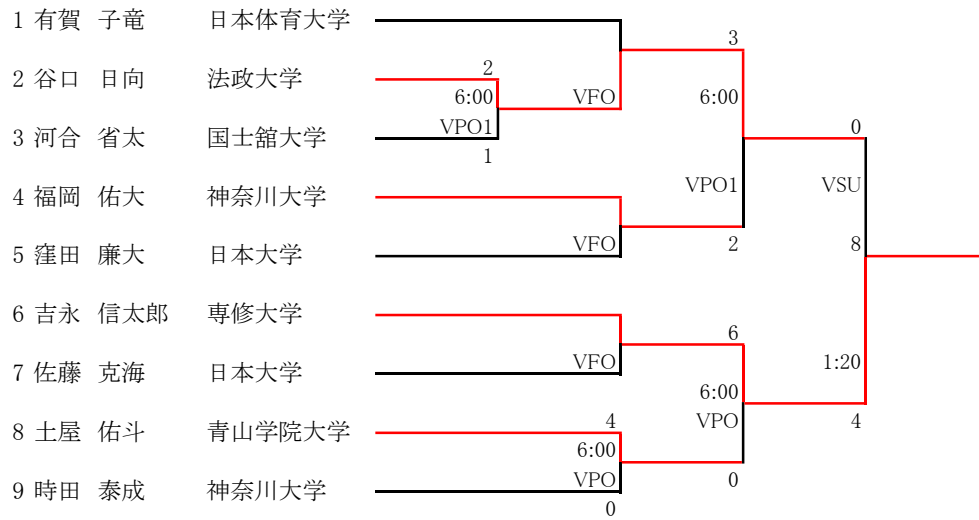 1 有賀 子竜 日本体育大学
3
2 谷口 日向 法政大学 2
6:00 VFO 6:00
3 河合 省太 国士舘大学 VPO1 0
1
4 福岡 佑大 神奈川大学 VPO1 VSU
5 窪田 廉大 日本大学 VFO 2 8
6 吉永 信太郎 専修大学 6
7 佐藤 克海 日本大学 VFO 1:20
6:00
8 土屋 佑斗 青山学院大学 4 VPO 4
6:00
9 時田 泰成 神奈川大学 VPO 0
0